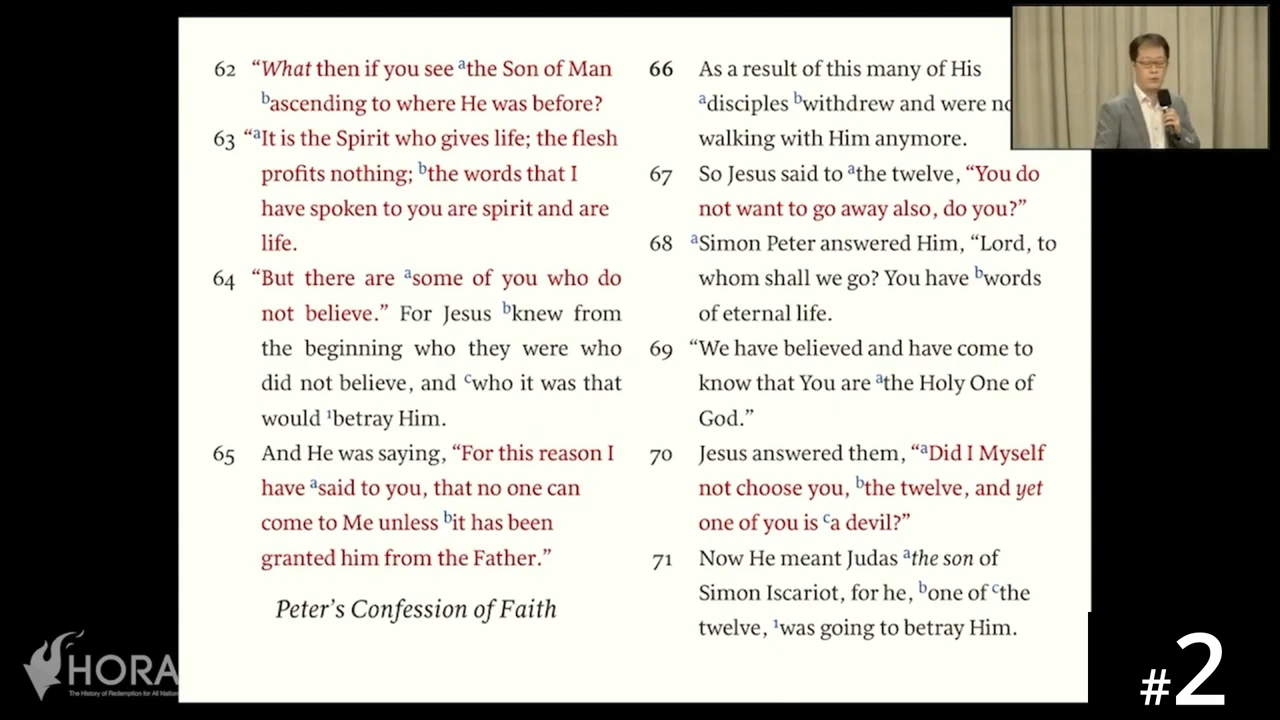 62 “What then if you see ᵃthe Son of Man
ᵇascending to where He was before?
63 “ᵃIt is the Spirit who gives life; the flesh
profits nothing; ᵇthe words that I
have spoken to you are spirit and are
life.
64 “But there are ᵃsome of you who do
not believe.” For Jesus ᵇknew from
the beginning who they were who
did not believe, and ᶜwho it was that
would ¹betray Him.
65 And He was saying, “For this reason I
have ᵃsaid to you, that no one can
come to Me unless ᵇit has been
granted him from the Father.”
Peter’s Confession of Faith
66 As a result of this many of His
ᵃdisciples ᵇwithdrew and were
walking with Him anymore.
67 So Jesus said to ᵃthe twelve, “You do
not want to go away also, do you?”
68 ᵃSimon Peter answered Him, “Lord, to
whom shall we go? You have ᵇwords
of eternal life.
69 “We have believed and have come to
know that You are ᵃthe Holy One of
God.”
70 Jesus answered them, “ᵃDid I Myself
not choose you, ᵇthe twelve, and yet
one of you is ᶜa devil?”
71 Now He meant Judas ᵃthe son of
Simon Iscariot, for he, ᵇone of ᶜthe
twelve, ¹was going to betray Him.
HORA
The History of Redemption for All Nation
#2